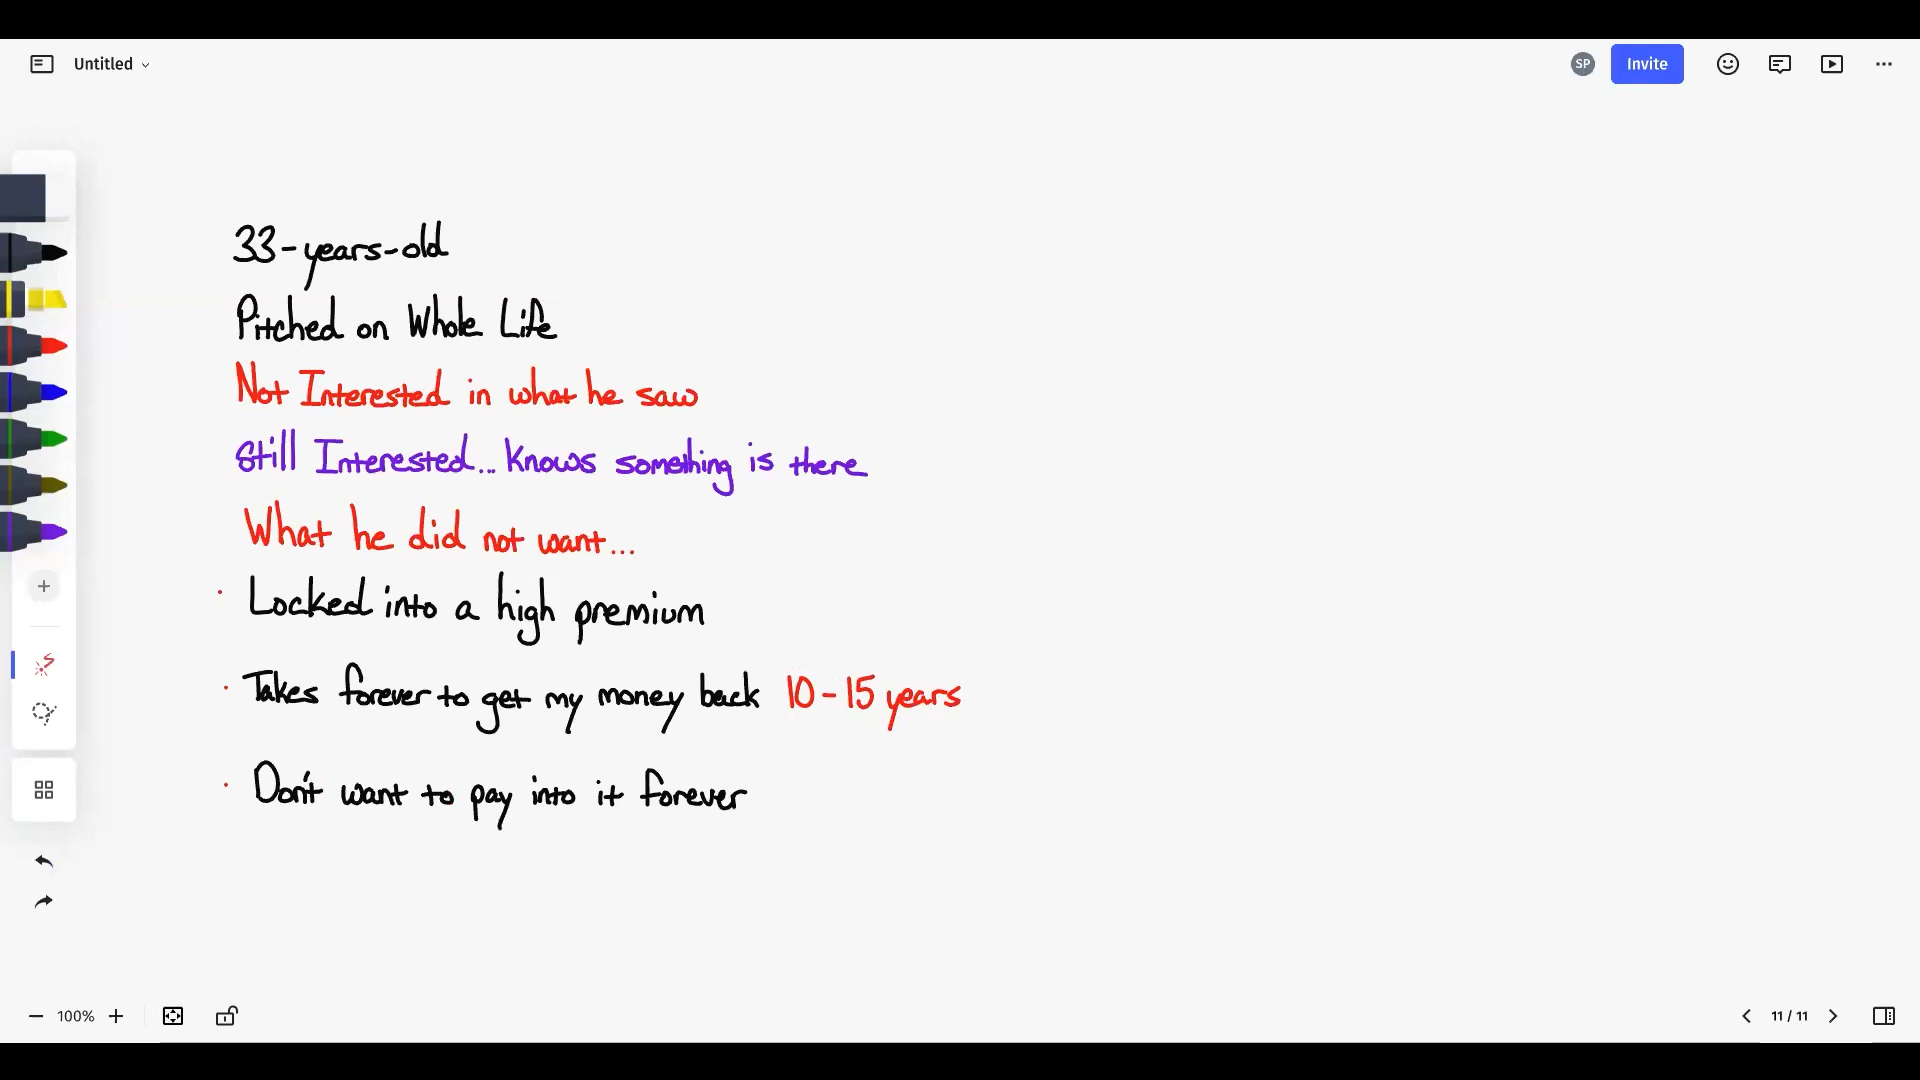 Untitled
SP
Invite
33-years-old
Pitched on Whole Life
Not Interested in what he saw
Still Interested... Knows something is there
What he did not want...
· Locked into a high premium
· Takes forever to get my money back 10-15 years
· Don't want to pay into it forever
100%
11 / 11